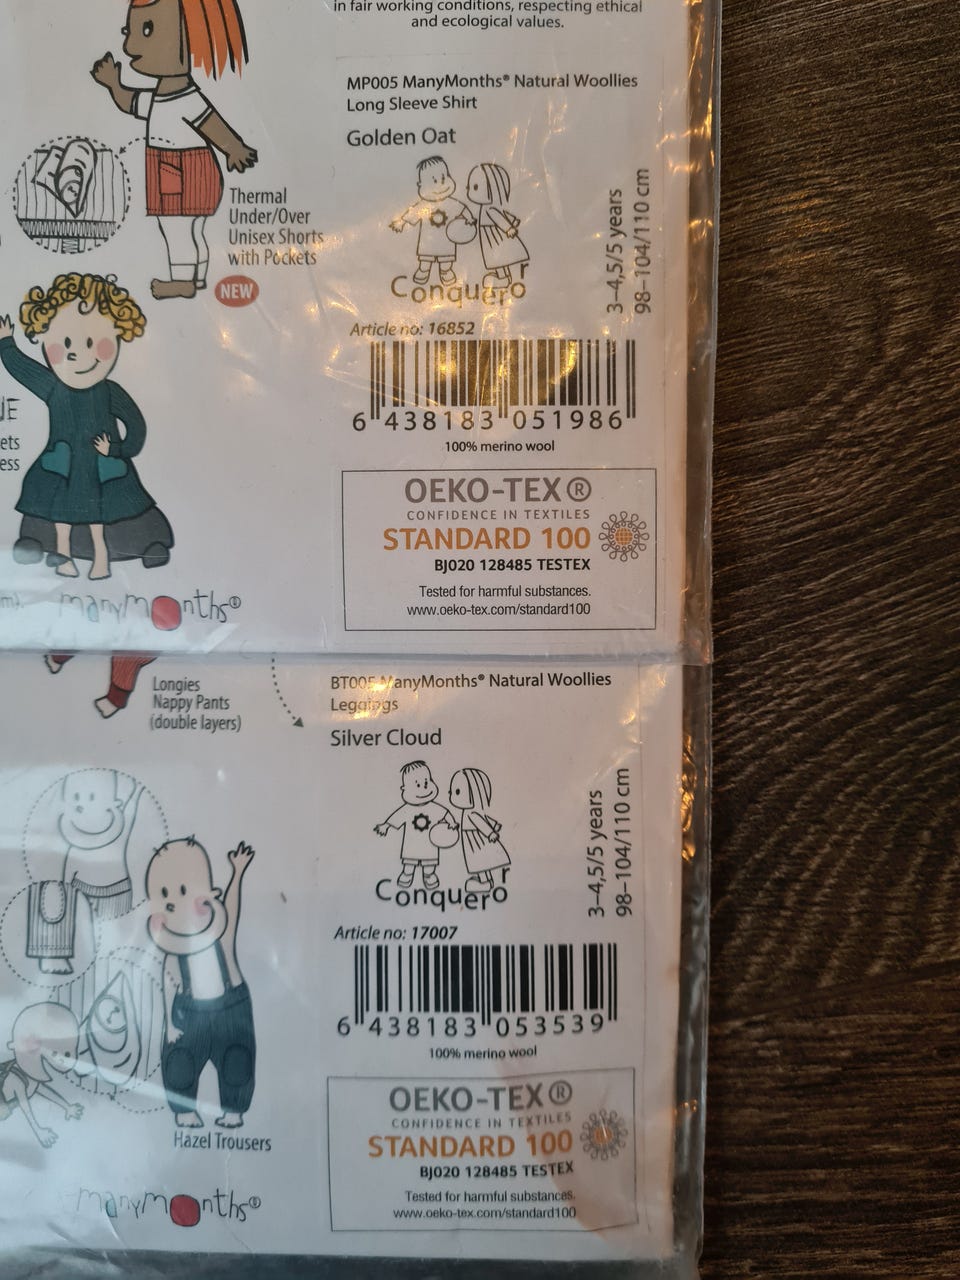 in fair working conditions, respecting ethical
and ecological values.
MP005 ManyMonths® Natural Woollies
Long Sleeve Shirt
Golden Oat
Conqueror
3–4,5/5 years
98–104/110 cm
Thermal
Under/Over
Unisex Shorts
with Pockets
NEW
Article no: 16852
6 438183 051986
100% merino wool
ets
ess
OEKO-TEX®
CONFIDENCE IN TEXTILES
STANDARD 100
BJ020 128485 TESTEX
Tested for harmful substances.
www.oeko-tex.com/standard100
manymonths®
Longies
Nappy Pants
(double layers)
BT005 ManyMonths® Natural Woollies
Leggings
Silver Cloud
Conqueror
3–4,5/5 years
98–104/110 cm
Article no: 17007
6 438183 053539
100% merino wool
OEKO-TEX®
CONFIDENCE IN TEXTILES
STANDARD 100
BJ020 128485 TESTEX
Tested for harmful substances.
www.oeko-tex.com/standard100
Hazel Trousers
manymonths®